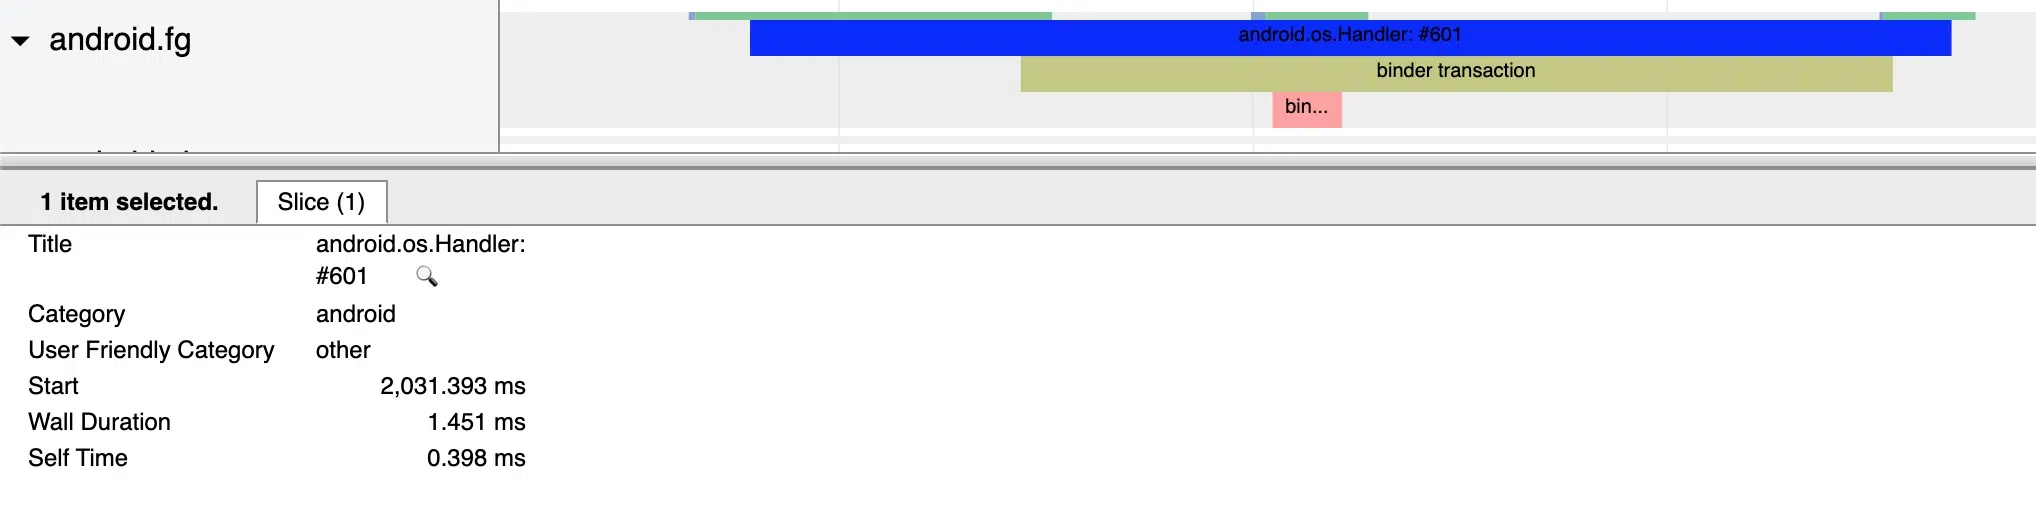 android.fg
android.os.Handler: #601
binder transaction
bin...
1 item selected.
Slice (1)
Title
android.os.Handler:
#601
Category
android
User Friendly Category
other
Start
2,031.393 ms
Wall Duration
1.451 ms
Self Time
0.398 ms